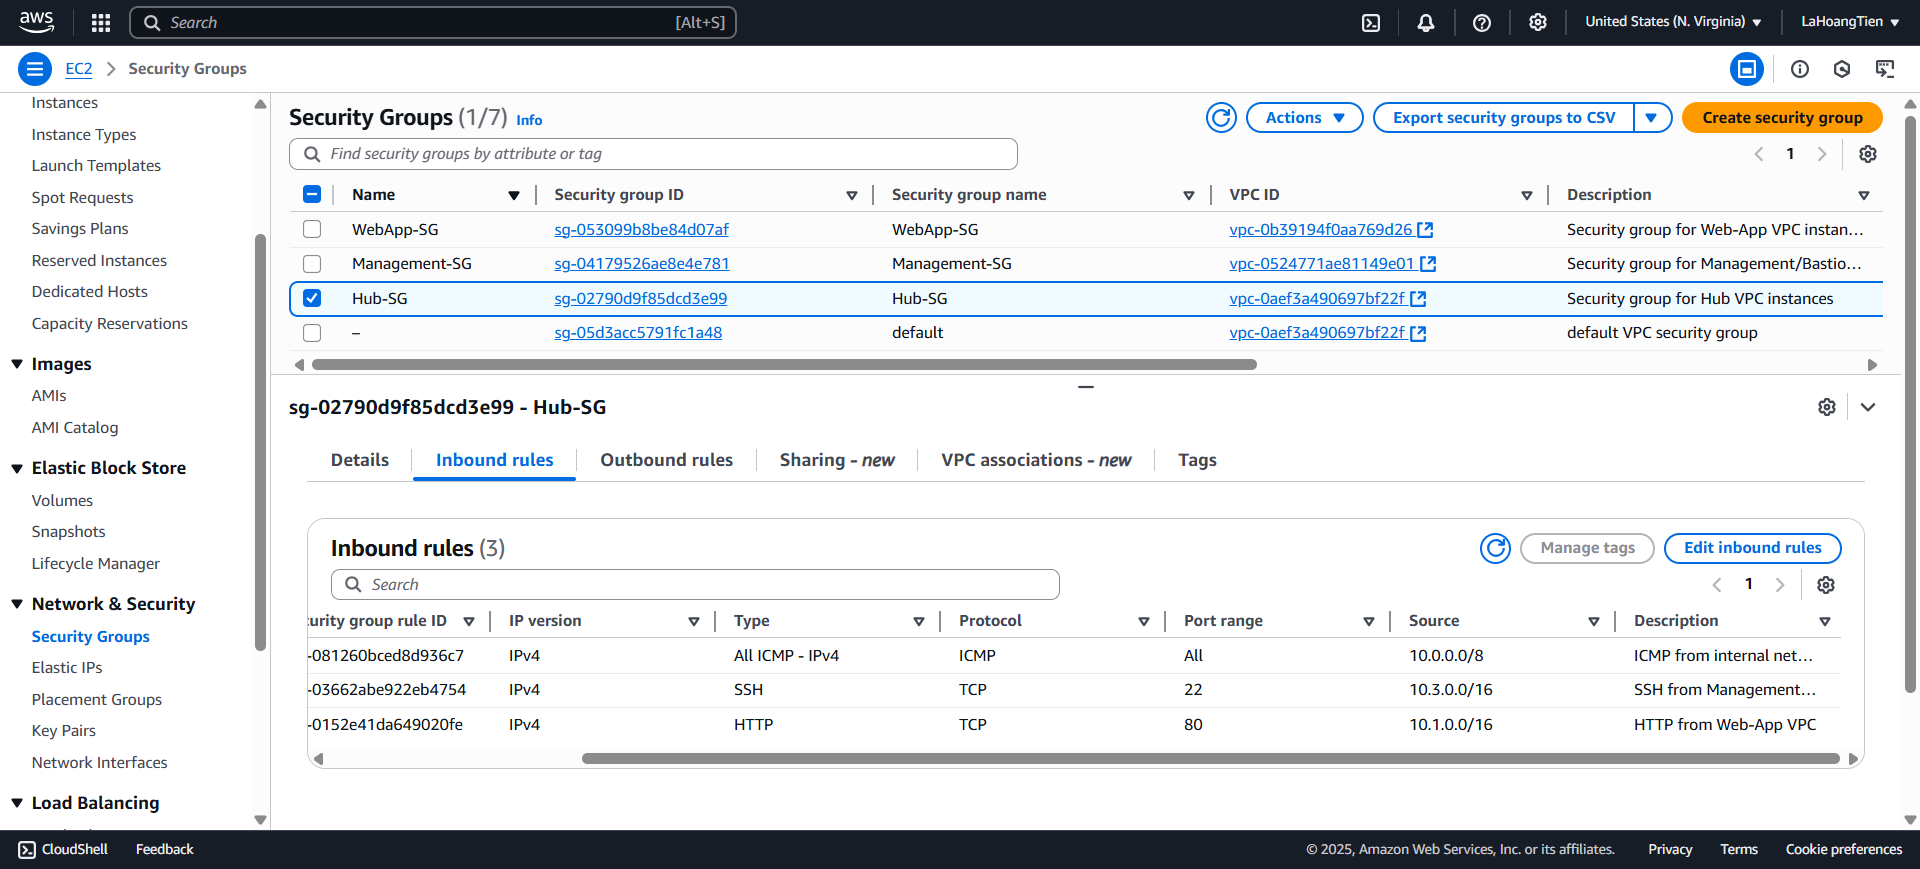 aws
Search [Alt+S]
United States (N. Virginia)
LaHoangTien
EC2 Security Groups
Instances
Instance Types
Launch Templates
Spot Requests
Savings Plans
Reserved Instances
Dedicated Hosts
Capacity Reservations
Images
AMIs
AMI Catalog
Elastic Block Store
Volumes
Snapshots
Lifecycle Manager
Network & Security
Security Groups
Elastic IPs
Placement Groups
Key Pairs
Network Interfaces
Load Balancing
Security Groups (1/7) Info
Actions
Export security groups to CSV
Create security group
Find security groups by attribute or tag
1
Name Security group ID Security group name VPC ID Description
WebApp-SG sg-053099b8be84d07af WebApp-SG vpc-0b39194f0aa769d26 Security group for Web-App VPC instan...
Management-SG sg-04179526ae8e4e781 Management-SG vpc-0524771ae81149e01 Security group for Management/Bastio...
Hub-SG sg-02790d9f85dcd3e99 Hub-SG vpc-0aef3a490697bf22f Security group for Hub VPC instances
– sg-05d3acc5791fc1a48 default vpc-0aef3a490697bf22f default VPC security group
sg-02790d9f85dcd3e99 - Hub-SG
Details Inbound rules Outbound rules Sharing - new VPC associations - new Tags
Inbound rules (3)
Manage tags
Edit inbound rules
Search
1
urity group rule ID IP version Type Protocol Port range Source Description
-081260bced8d936c7 IPv4 All ICMP - IPv4 ICMP All 10.0.0.0/8 ICMP from internal net...
-03662abe922eb4754 IPv4 SSH TCP 22 10.3.0.0/16 SSH from Management...
-0152e41da649020fe IPv4 HTTP TCP 80 10.1.0.0/16 HTTP from Web-App VPC
CloudShell Feedback
© 2025, Amazon Web Services, Inc. or its affiliates. Privacy Terms Cookie preferences